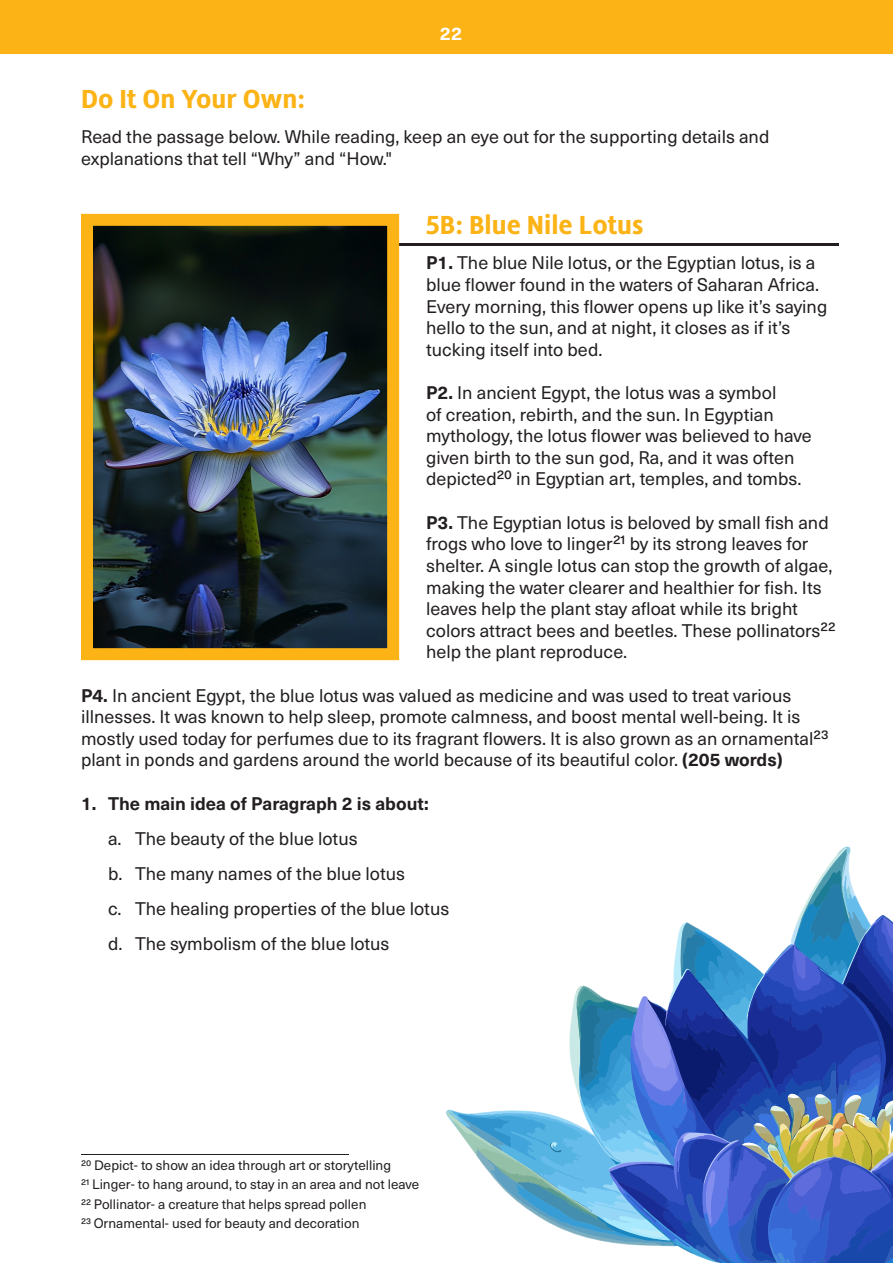 22
Do It On Your Own:
Read the passage below. While reading, keep an eye out for the supporting details and
explanations that tell “Why” and “How."
5B: Blue Nile Lotus
P1. The blue Nile lotus, or the Egyptian lotus, is a
blue flower found in the waters of Saharan Africa.
Every morning, this flower opens up like it’s saying
hello to the sun, and at night, it closes as if it’s
tucking itself into bed.
P2. In ancient Egypt, the lotus was a symbol
of creation, rebirth, and the sun. In Egyptian
mythology, the lotus flower was believed to have
given birth to the sun god, Ra, and it was often
depicted²⁰ in Egyptian art, temples, and tombs.
P3. The Egyptian lotus is beloved by small fish and
frogs who love to linger²¹ by its strong leaves for
shelter. A single lotus can stop the growth of algae,
making the water clearer and healthier for fish. Its
leaves help the plant stay afloat while its bright
colors attract bees and beetles. These pollinators²²
help the plant reproduce.
P4. In ancient Egypt, the blue lotus was valued as medicine and was used to treat various
illnesses. It was known to help sleep, promote calmness, and boost mental well-being. It is
mostly used today for perfumes due to its fragrant flowers. It is also grown as an ornamental²³
plant in ponds and gardens around the world because of its beautiful color. (205 words)
1. The main idea of Paragraph 2 is about:
a. The beauty of the blue lotus
b. The many names of the blue lotus
c. The healing properties of the blue lotus
d. The symbolism of the blue lotus
²⁰ Depict- to show an idea through art or storytelling
²¹ Linger- to hang around, to stay in an area and not leave
²² Pollinator- a creature that helps spread pollen
²³ Ornamental- used for beauty and decoration